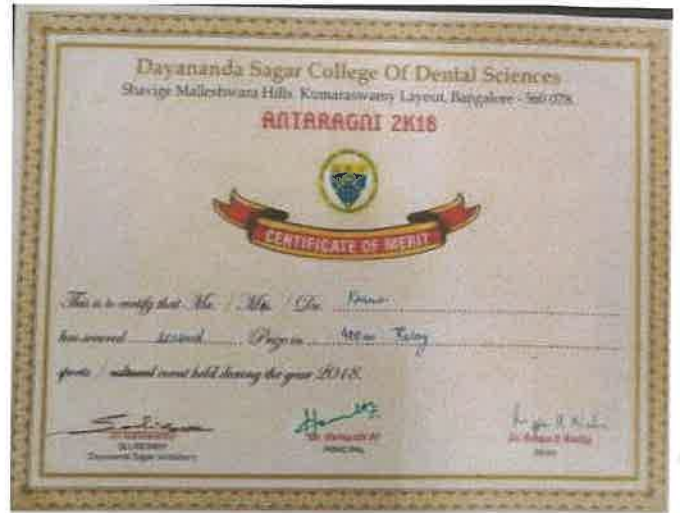 Dayananda Sagar College Of Dental Sciences
Shavige Malleshwara Hills, Kumaraswamy Layout, Bangalore - 560 078.
ANTARAGNI 2K18
CERTIFICATE OF MERIT
This is to certify that Mr. / Ms. / Dr.
has secured second Prize in 400m Relay
sports / cultural event held during the year 2018.
PRINCIPAL